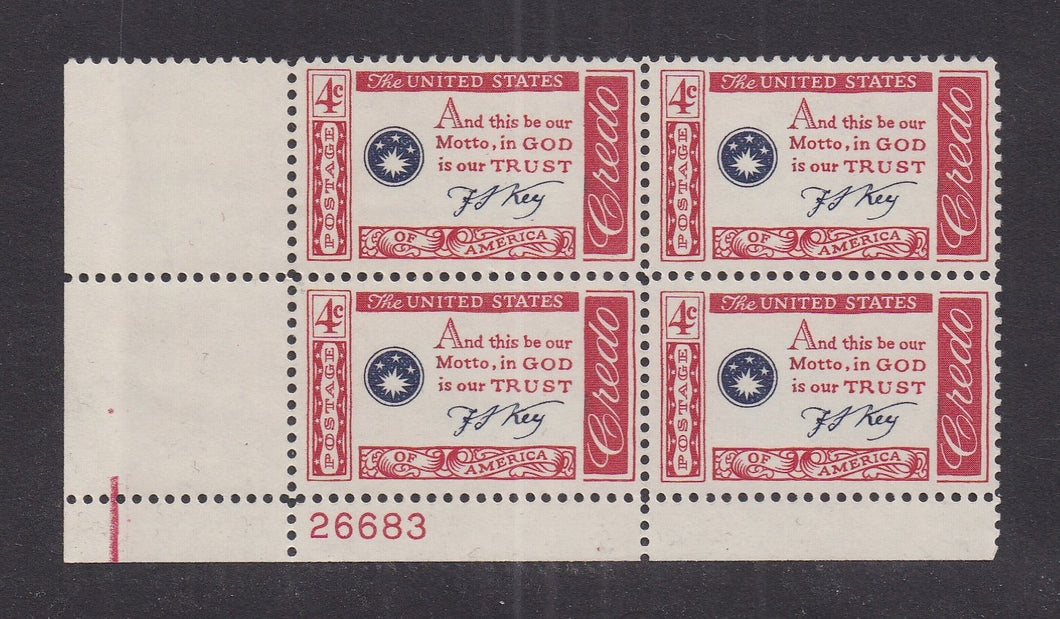 4c The UNITED STATES
POSTAGE
And this be our
Motto, in GOD
is our TRUST
F S Key
OF AMERICA
Credo
4c The UNITED STATES
POSTAGE
And this be our
Motto, in GOD
is our TRUST
F S Key
OF AMERICA
Credo
4c The UNITED STATES
POSTAGE
And this be our
Motto, in GOD
is our TRUST
F S Key
OF AMERICA
Credo
4c The UNITED STATES
POSTAGE
And this be our
Motto, in GOD
is our TRUST
F S Key
OF AMERICA
Credo
26683